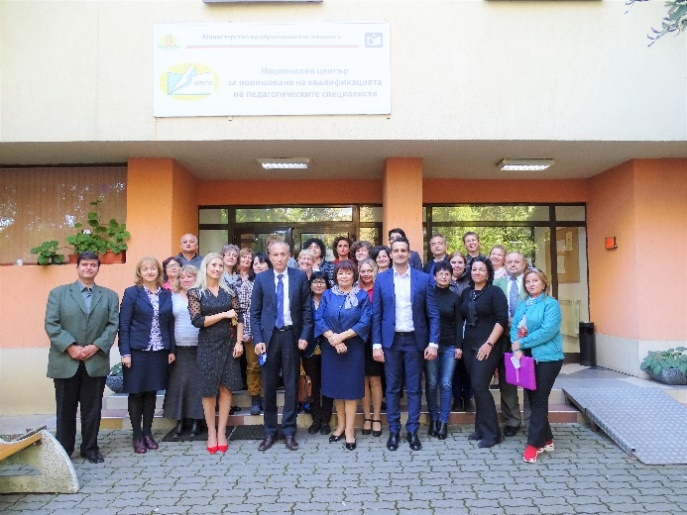 Министерство на образованието и науката
Национален център
за повишаване на квалификацията
на педагогическите специалисти